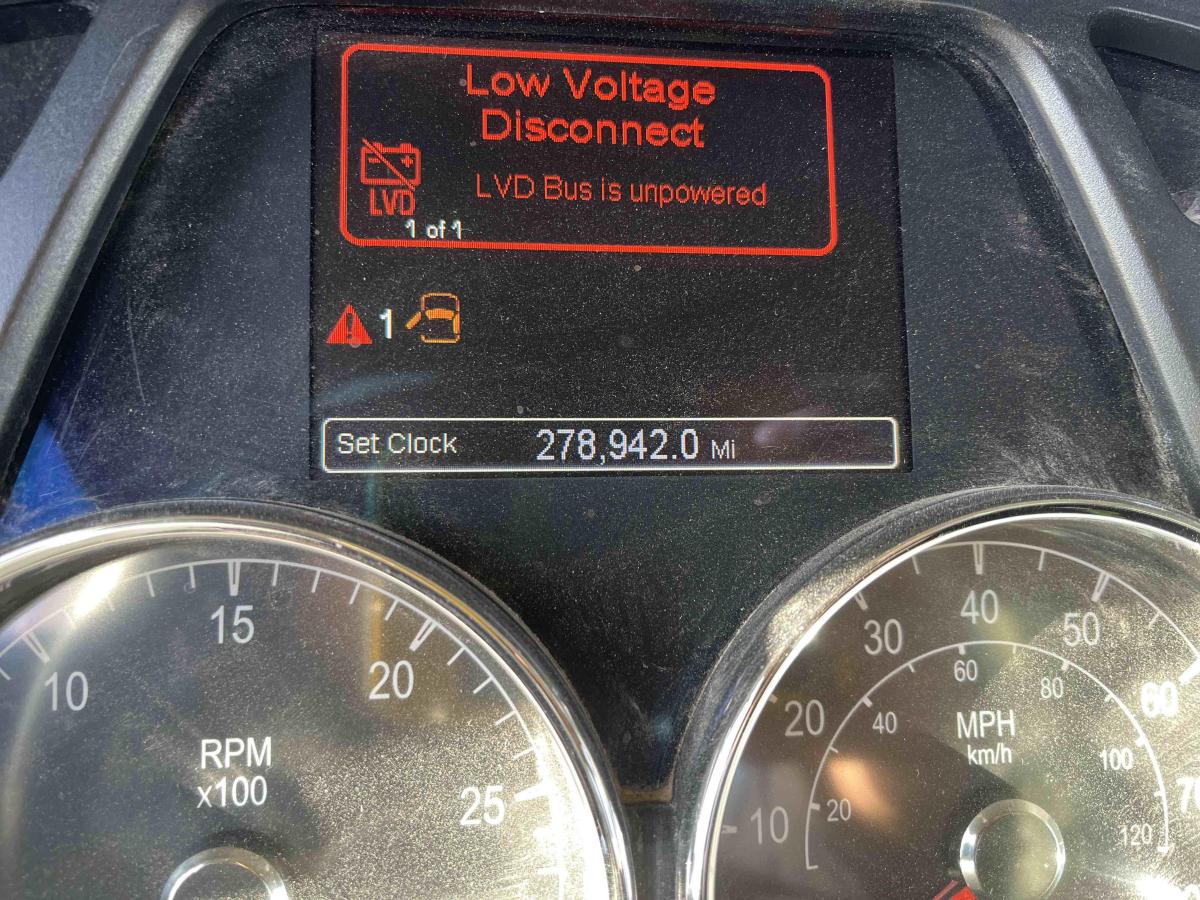 Low Voltage
Disconnect
LVD Bus is unpowered
LVD
1 of 1
1
Set Clock 278,942.0 Mi
10 15 20 25
RPM
x100
10 20 30 40 50 60
20 40 60 80 100 120
MPH
km/h